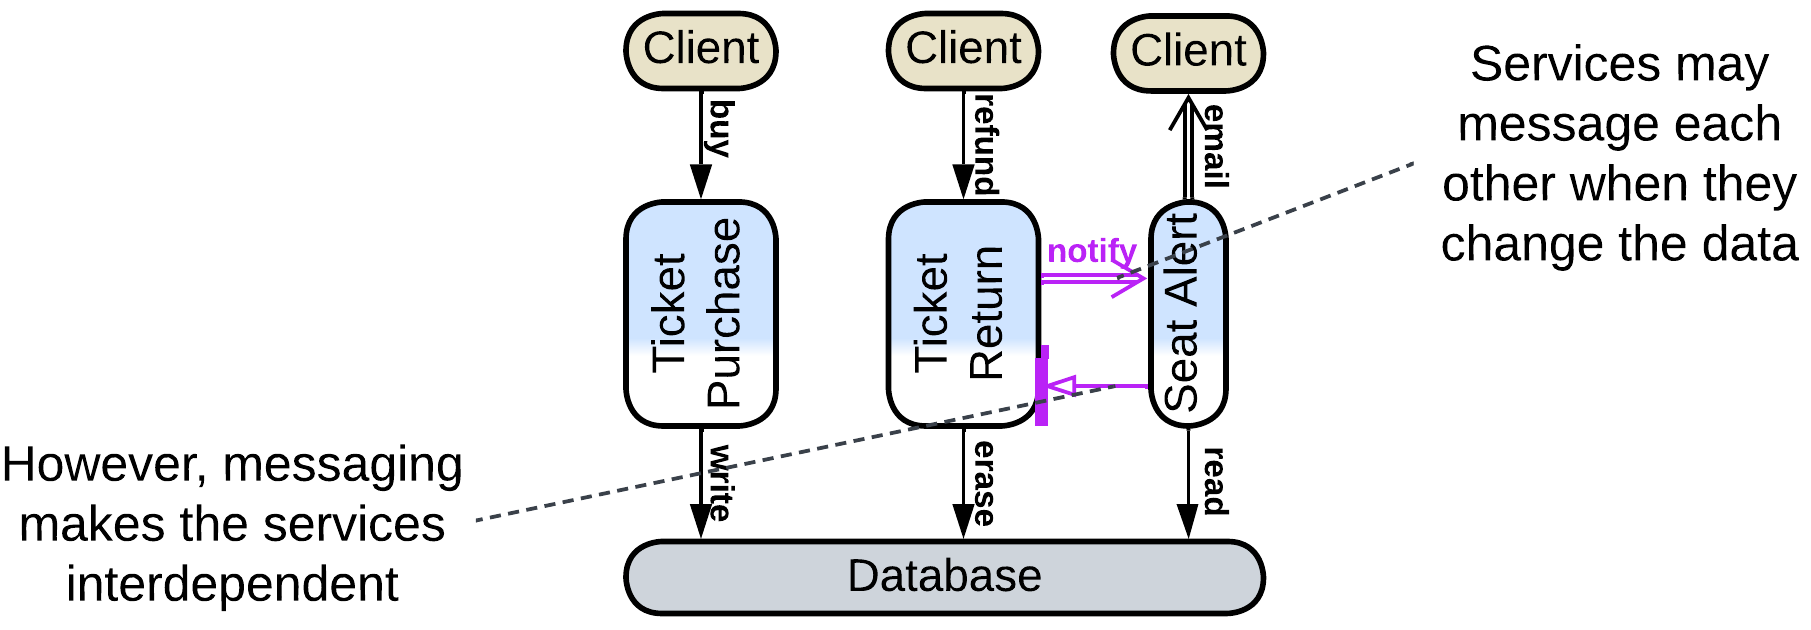 Client
Client
Client
Services may
message each
other when they
change the data
buy
refund
email
Ticket
Purchase
Ticket
Return
notify
Seat Alert
However, messaging
makes the services
interdependent
write
erase
read
Database